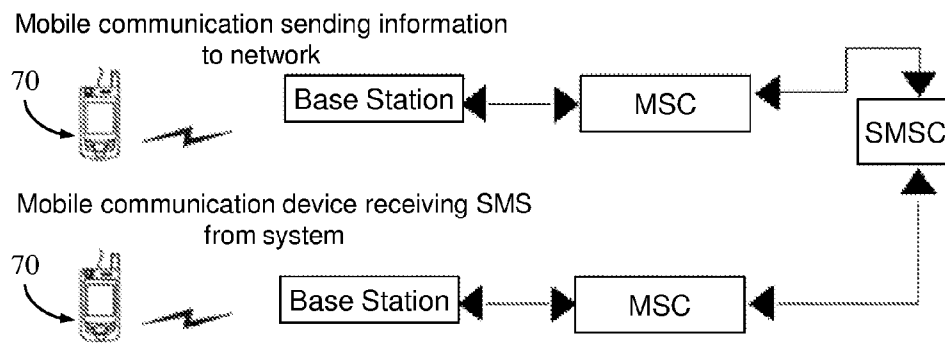 Mobile communication sending information
to network
70
Base Station
MSC
SMSC
Mobile communication device receiving SMS
from system
70
Base Station
MSC